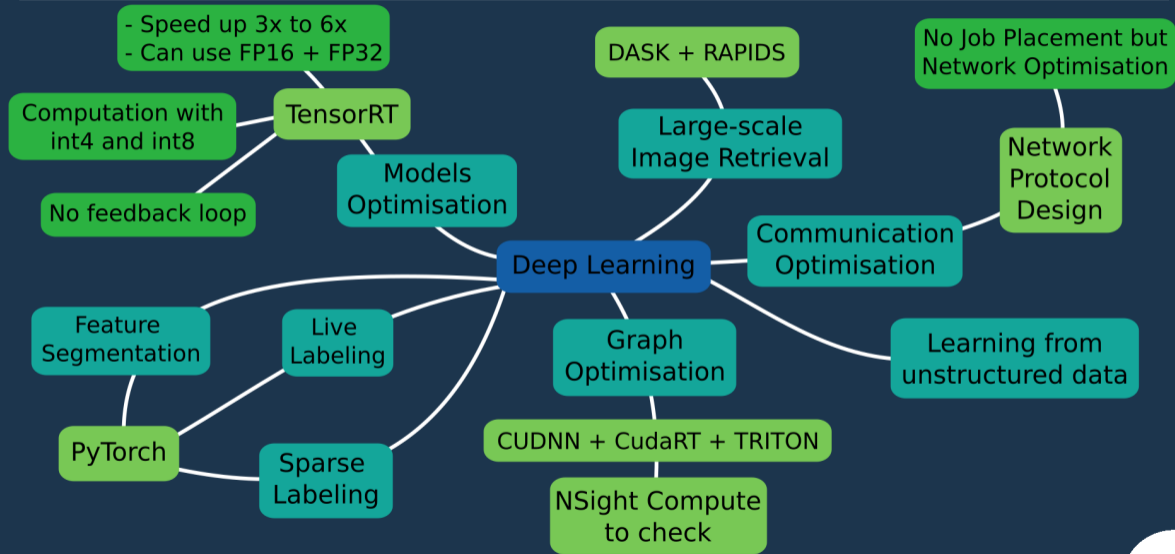 - Speed up 3x to 6x
- Can use FP16 + FP32
Computation with
int4 and int8
TensorRT
No feedback loop
Models
Optimisation
DASK + RAPIDS
Large-scale
Image Retrieval
No Job Placement but
Network Optimisation
Network
Protocol
Design
Communication
Optimisation
Deep Learning
Feature
Segmentation
Live
Labeling
PyTorch
Sparse
Labeling
Graph
Optimisation
CUDNN + CudaRT + TRITON
NSight Compute
to check
Learning from
unstructured data